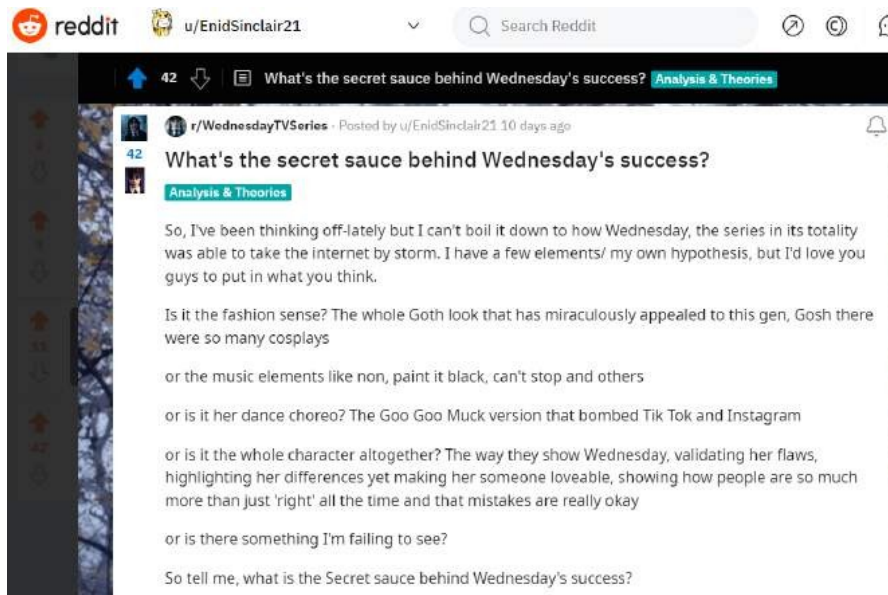 reddit
u/EnidSinclair21
Search Reddit
42
What's the secret sauce behind Wednesday's success? Analysis & Theories
r/WednesdayTVSeries · Posted by u/EnidSinclair21 10 days ago
42
What's the secret sauce behind Wednesday's success?
Analysis & Theories
So, I've been thinking off-lately but I can't boil it down to how Wednesday, the series in its totality
was able to take the internet by storm. I have a few elements/ my own hypothesis, but I'd love you
guys to put in what you think.
Is it the fashion sense? The whole Goth look that has miraculously appealed to this gen, Gosh there
were so many cosplays
or the music elements like non, paint it black, can't stop and others
or is it her dance choreo? The Goo Goo Muck version that bombed Tik Tok and Instagram
or is it the whole character altogether? The way they show Wednesday, validating her flaws,
highlighting her differences yet making her someone loveable, showing how people are so much
more than just 'right' all the time and that mistakes are really okay
or is there something I'm failing to see?
So tell me, what is the Secret sauce behind Wednesday's success?